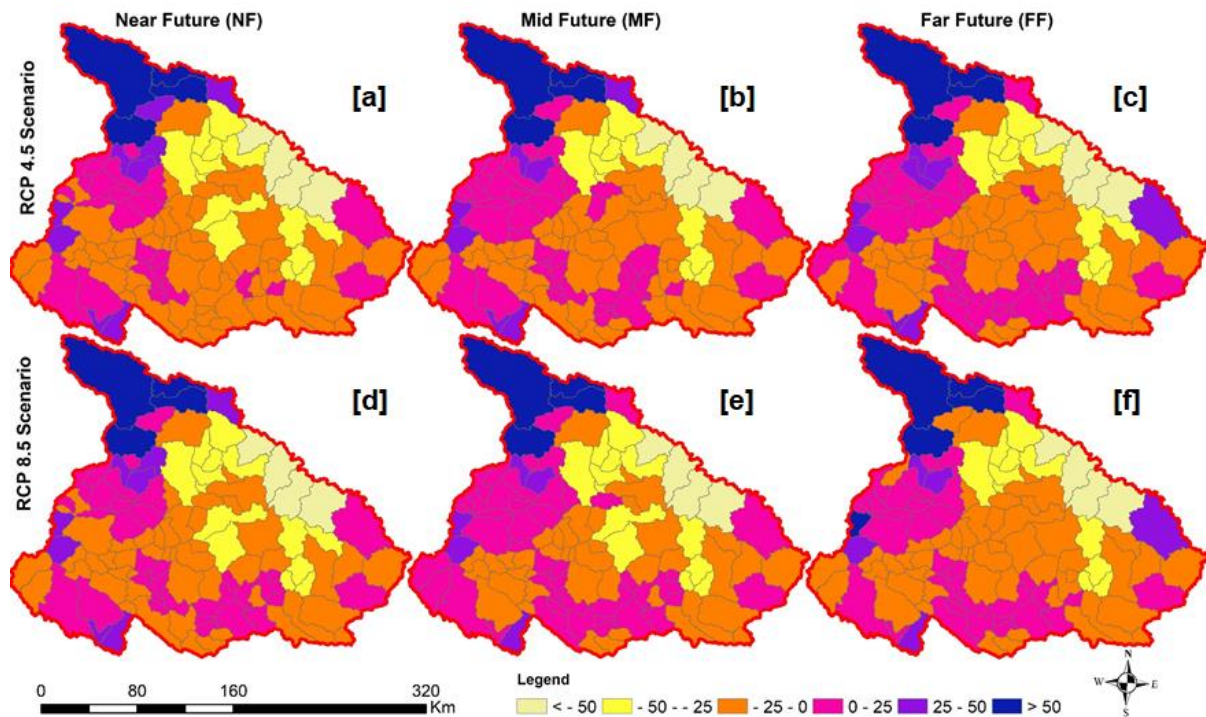 Near Future (NF)
Mid Future (MF)
Far Future (FF)
RCP 4.5 Scenario
[a]
[b]
[c]
RCP 8.5 Scenario
[d]
[e]
[f]
0 80 160 320
Km
Legend
< - 50 - 50 - -25 - 25 - 0 0 - 25 25 - 50 > 50
N
W E
S